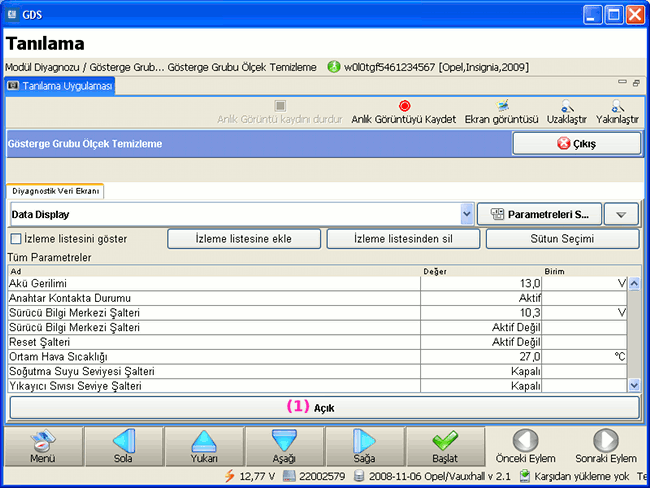 GDS
Tanılama
Modül Diyagnozu / Gösterge Grub... Gösterge Grubu Ölçek Temizleme w0l0tgf5461234567 [Opel,Insignia,2009]
Tanılama Uygulaması
Anlık Görüntü kaydını durdur Anlık Görüntüyü Kaydet Ekran görüntüsü Uzaklaştır Yakınlaştır
Gösterge Grubu Ölçek Temizleme Çıkış
Diyagnostik Veri Ekranı
Data Display Parametreleri S...
İzleme listesini göster İzleme listesine ekle İzleme listesinden sil Sütun Seçimi
Tüm Parametreler
Ad Değer Birim
Akü Gerilimi 13,0 V
Anahtar Kontakta Durumu Aktif
Sürücü Bilgi Merkezi Şalteri 10,3 V
Sürücü Bilgi Merkezi Şalteri Aktif Değil
Reset Şalteri Aktif Değil
Ortam Hava Sıcaklığı 27,0 °C
Soğutma Suyu Seviyesi Şalteri Kapalı
Yıkayıcı Sıvısı Seviye Şalteri Kapalı
(1) Açık
Menü Sola Yukarı Aşağı Sağa Başlat Önceki Eylem Sonraki Eylem
12,77 V 22002579 2008-11-06 Opel/Vauxhall v 2.1 Karşıdan yükleme yok Te